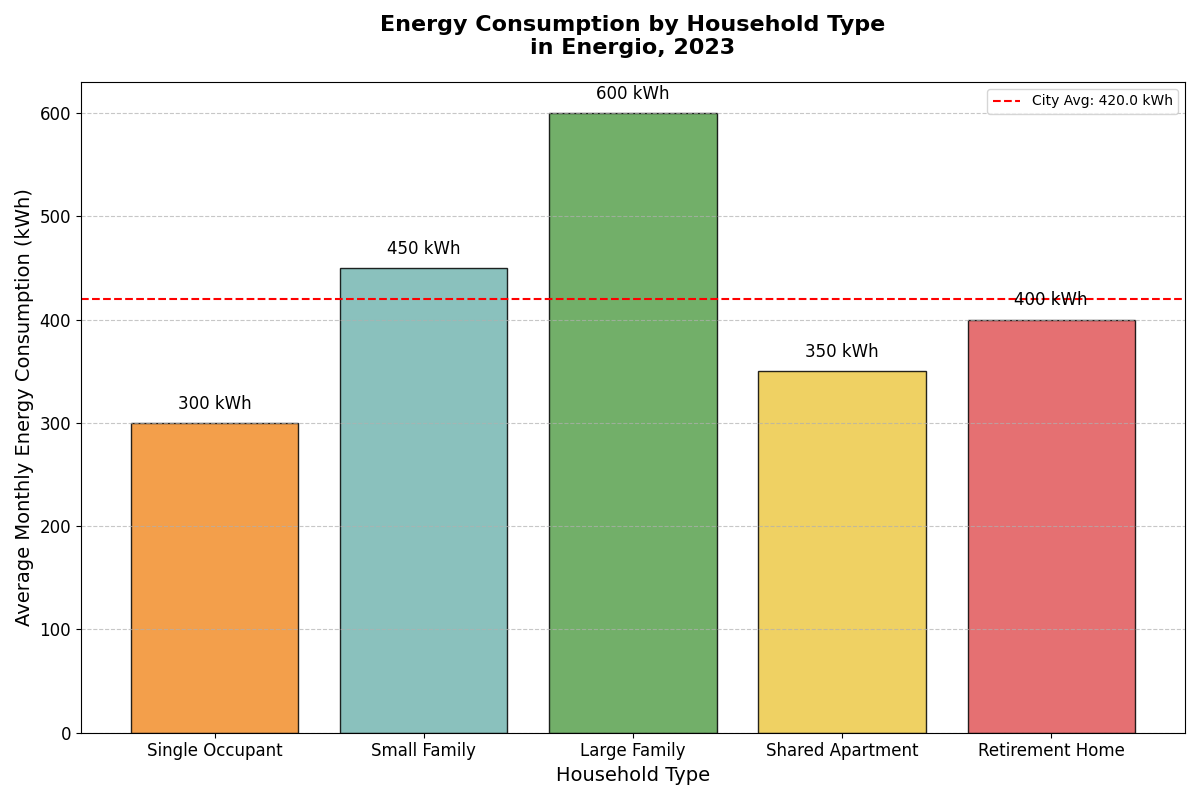 Energy Consumption by Household Type
in Energio, 2023
City Avg: 420.0 kWh
Average Monthly Energy Consumption (kWh)
600
500
400
300
200
100
0
300 kWh
450 kWh
600 kWh
350 kWh
400 kWh
Single Occupant
Small Family
Large Family
Shared Apartment
Retirement Home
Household Type